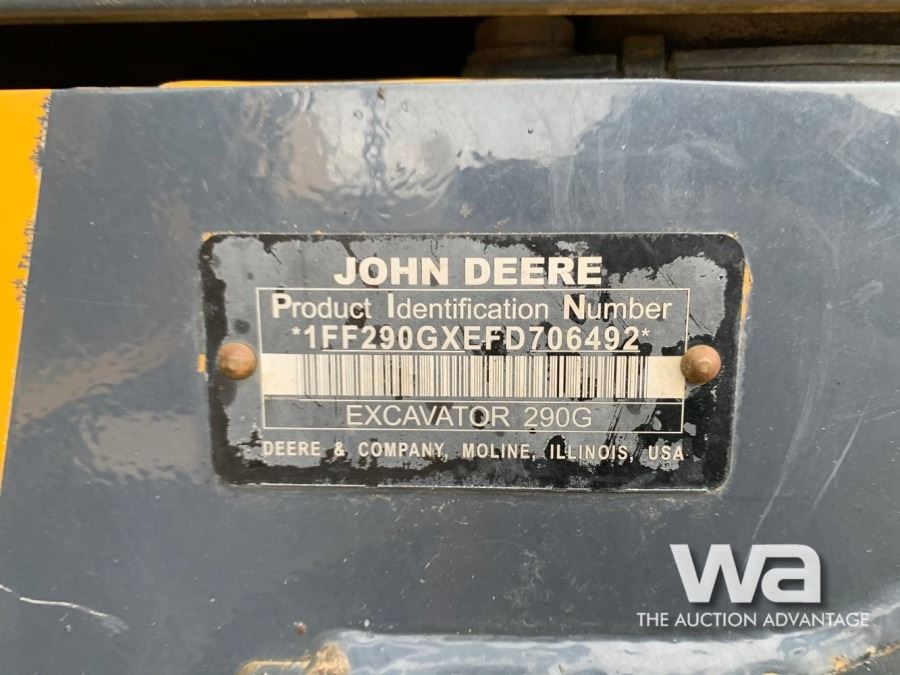 JOHN DEERE
Product Identification Number
*1FF290GXEFD706492*
EXCAVATOR 290G
DEERE & COMPANY, MOLINE, ILLINOIS, USA
wa
THE AUCTION ADVANTAGE